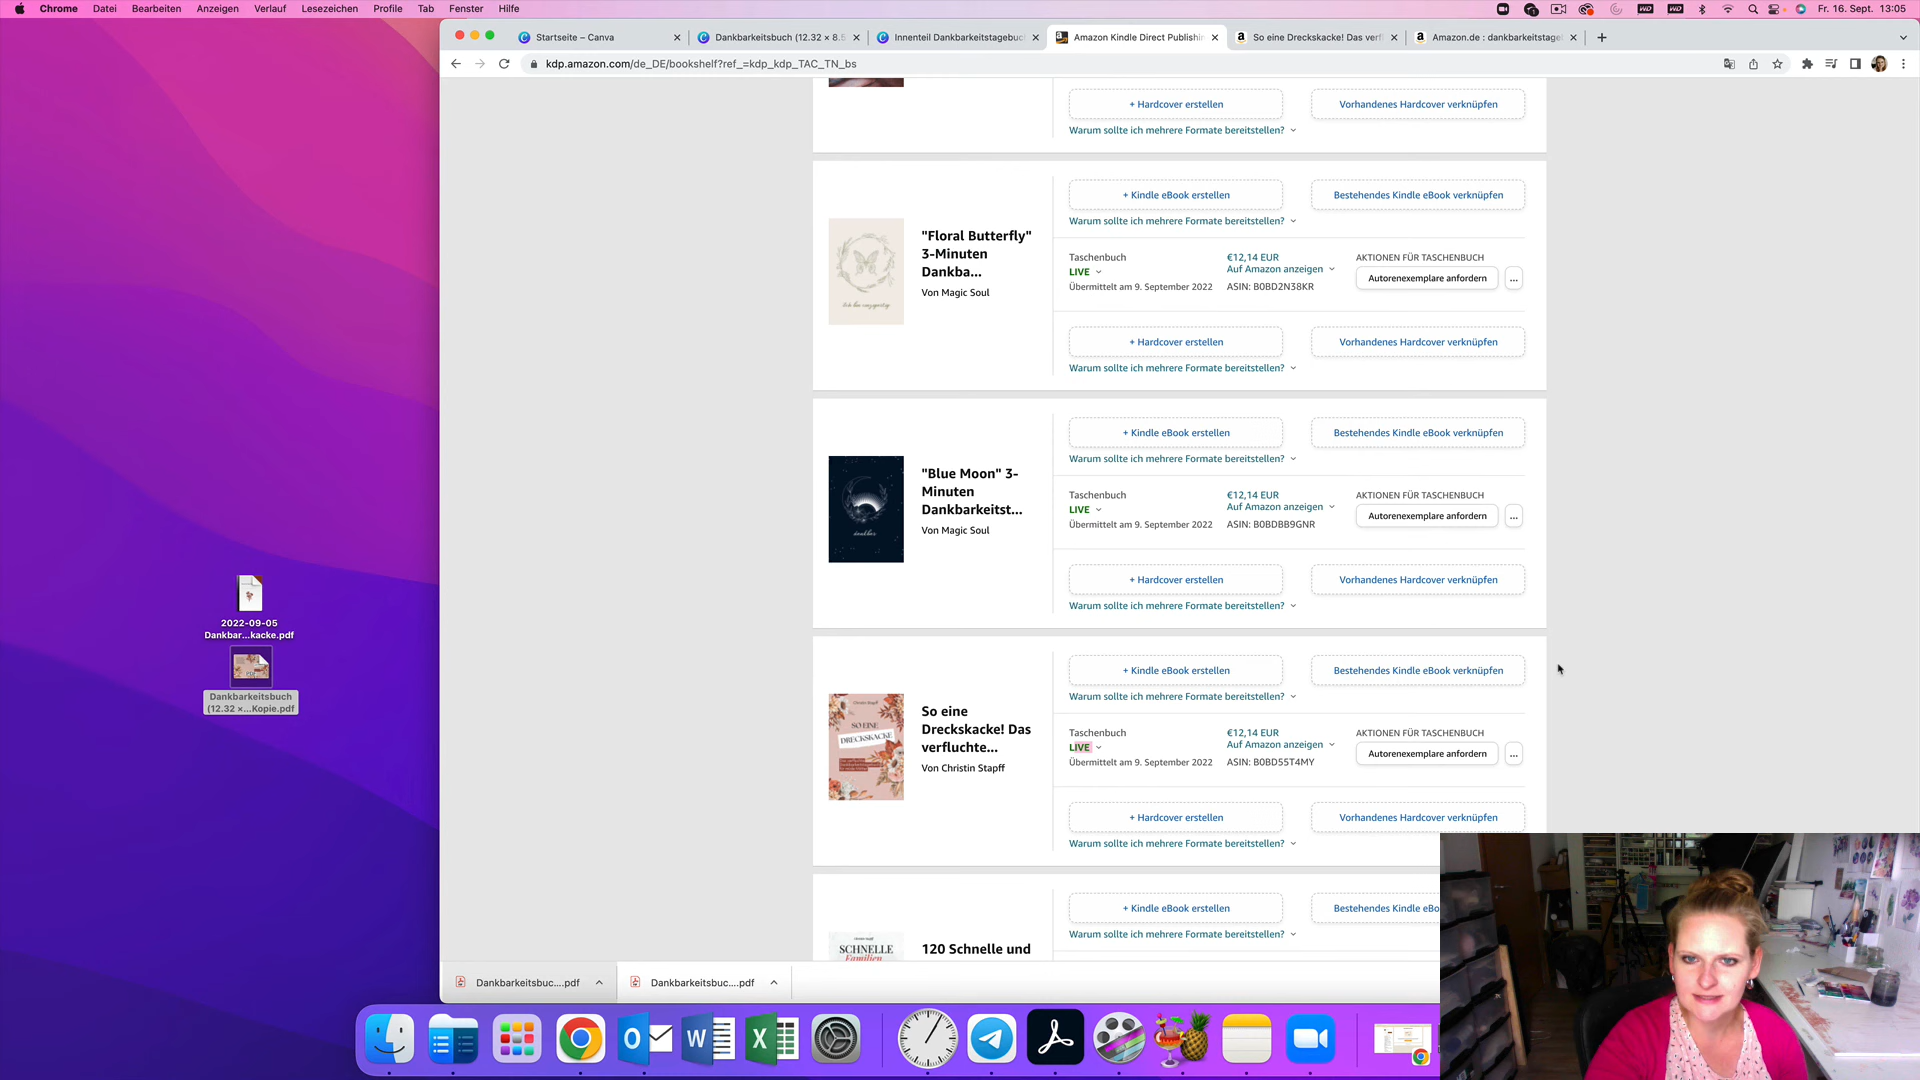 Chrome Datei Bearbeiten Anzeigen Verlauf Lesezeichen Profile Tab Fenster Hilfe
Fr. 16. Sept. 13:05
Startseite – Canva
Dankbarkeitsbuch (12.32 × 8.5
Innenteil Dankbarkeitstagebuc
Amazon Kindle Direct Publishin
So eine Dreckskacke! Das verfl
Amazon.de : dankbarkeitstage
kdp.amazon.com/de_DE/bookshelf?ref_=kdp_kdp_TAC_TN_bs
+ Hardcover erstellen
Vorhandenes Hardcover verknüpfen
Warum sollte ich mehrere Formate bereitstellen?
+ Kindle eBook erstellen
Bestehendes Kindle eBook verknüpfen
Warum sollte ich mehrere Formate bereitstellen?
"Floral Butterfly"
3-Minuten
Dankba...
Von Magic Soul
Taschenbuch
LIVE
Übermittelt am 9. September 2022
€12,14 EUR
Auf Amazon anzeigen
ASIN: B0BD2N38KR
AKTIONEN FÜR TASCHENBUCH
Autorenexemplare anfordern
...
+ Hardcover erstellen
Vorhandenes Hardcover verknüpfen
Warum sollte ich mehrere Formate bereitstellen?
+ Kindle eBook erstellen
Bestehendes Kindle eBook verknüpfen
Warum sollte ich mehrere Formate bereitstellen?
dankbar
"Blue Moon" 3-
Minuten
Dankbarkeitst...
Von Magic Soul
Taschenbuch
LIVE
Übermittelt am 9. September 2022
€12,14 EUR
Auf Amazon anzeigen
ASIN: B0BDBB9GNR
AKTIONEN FÜR TASCHENBUCH
Autorenexemplare anfordern
...
+ Hardcover erstellen
Vorhandenes Hardcover verknüpfen
Warum sollte ich mehrere Formate bereitstellen?
2022-09-05
Dankbar...kacke.pdf
Dankbarkeitsbuch
(12.32 ×...Kopie.pdf
+ Kindle eBook erstellen
Bestehendes Kindle eBook verknüpfen
Warum sollte ich mehrere Formate bereitstellen?
Christin Stapff
SO EINE
DRECKSKACKE
So eine
Dreckskacke! Das
verfluchte...
Von Christin Stapff
Taschenbuch
LIVE
Übermittelt am 9. September 2022
€12,14 EUR
Auf Amazon anzeigen
ASIN: B0BD55T4MY
AKTIONEN FÜR TASCHENBUCH
Autorenexemplare anfordern
...
+ Hardcover erstellen
Vorhandenes Hardcover verknüpfen
Warum sollte ich mehrere Formate bereitstellen?
+ Kindle eBook erstellen
Bestehendes Kindle eBo
Warum sollte ich mehrere Formate bereitstellen?
SCHNELLE
Familien
120 Schnelle und
Dankbarkeitsbuc....pdf
Dankbarkeitsbuc....pdf